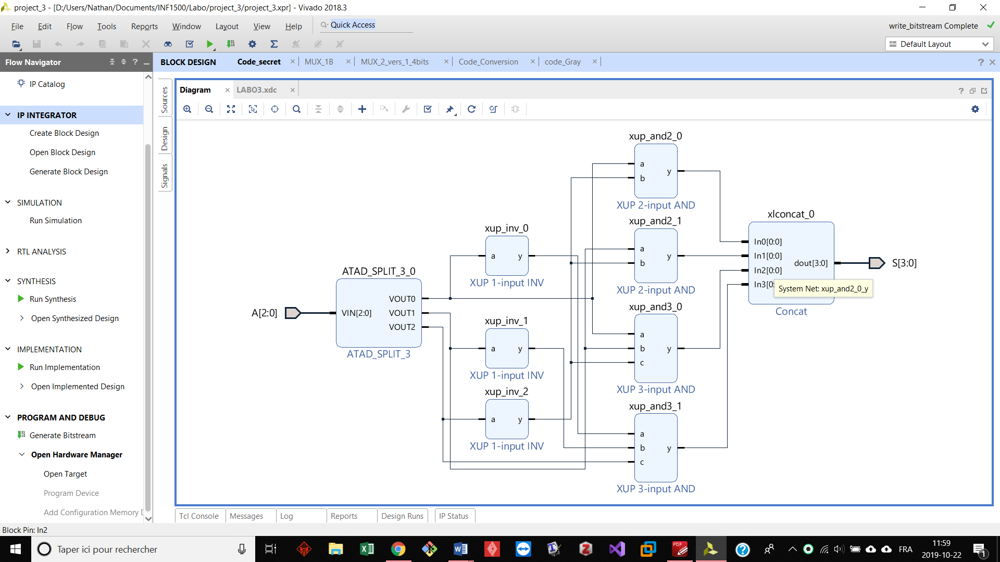 project_3 - [D:/Users/Nathan/Documents/INF1500/Labo/project_3/project_3.xpr] - Vivado 2018.3
File Edit Flow Tools Reports Window Layout View Help Quick Access
write_bitstream Complete
Default Layout
Flow Navigator
? _
BLOCK DESIGN
Code_secret
MUX_1B
MUX_2_vers_1_4bits
Code_Conversion
code_Gray
?
IP Catalog
IP INTEGRATOR
Create Block Design
Open Block Design
Generate Block Design
SIMULATION
Run Simulation
RTL ANALYSIS
SYNTHESIS
Run Synthesis
Open Synthesized Design
IMPLEMENTATION
Run Implementation
Open Implemented Design
PROGRAM AND DEBUG
Generate Bitstream
Open Hardware Manager
Open Target
Program Device
Add Configuration Memory D
Sources
Design
Signals
Diagram
LABO3.xdc
?
A[2:0]
ATAD_SPLIT_3_0
VIN[2:0]
VOUT0
VOUT1
VOUT2
ATAD_SPLIT_3
xup_inv_0
a y
XUP 1-input INV
xup_inv_1
a y
XUP 1-input INV
xup_inv_2
a y
XUP 1-input INV
xup_and2_0
a
b
y
XUP 2-input AND
xup_and2_1
a
b
y
XUP 2-input AND
xup_and3_0
a
b
c
y
XUP 3-input AND
xup_and3_1
a
b
c
y
XUP 3-input AND
xlconcat_0
In0[0:0]
In1[0:0]
In2[0:0]
In3[0:
dout[3:0]
System Net: xup_and2_0_y
Concat
S[3:0]
Tcl Console
Messages
Log
Reports
Design Runs
IP Status
Block Pin: In2
Taper ici pour rechercher
PDF
FRA
11:59
2019-10-22
1